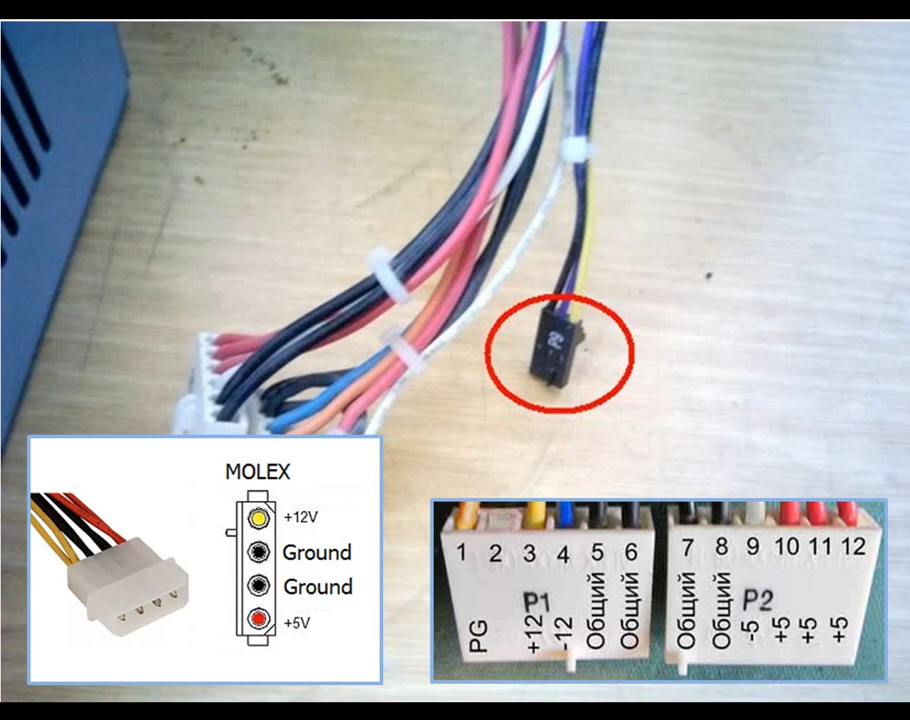 MOLEX
+12V
Ground
Ground
+5V
1 2 3 4 5 6
P1
PG
+12
-12
Общий
Общий
7 8 9 10 11 12
P2
Общий
Общий
-5
+5
+5
+5